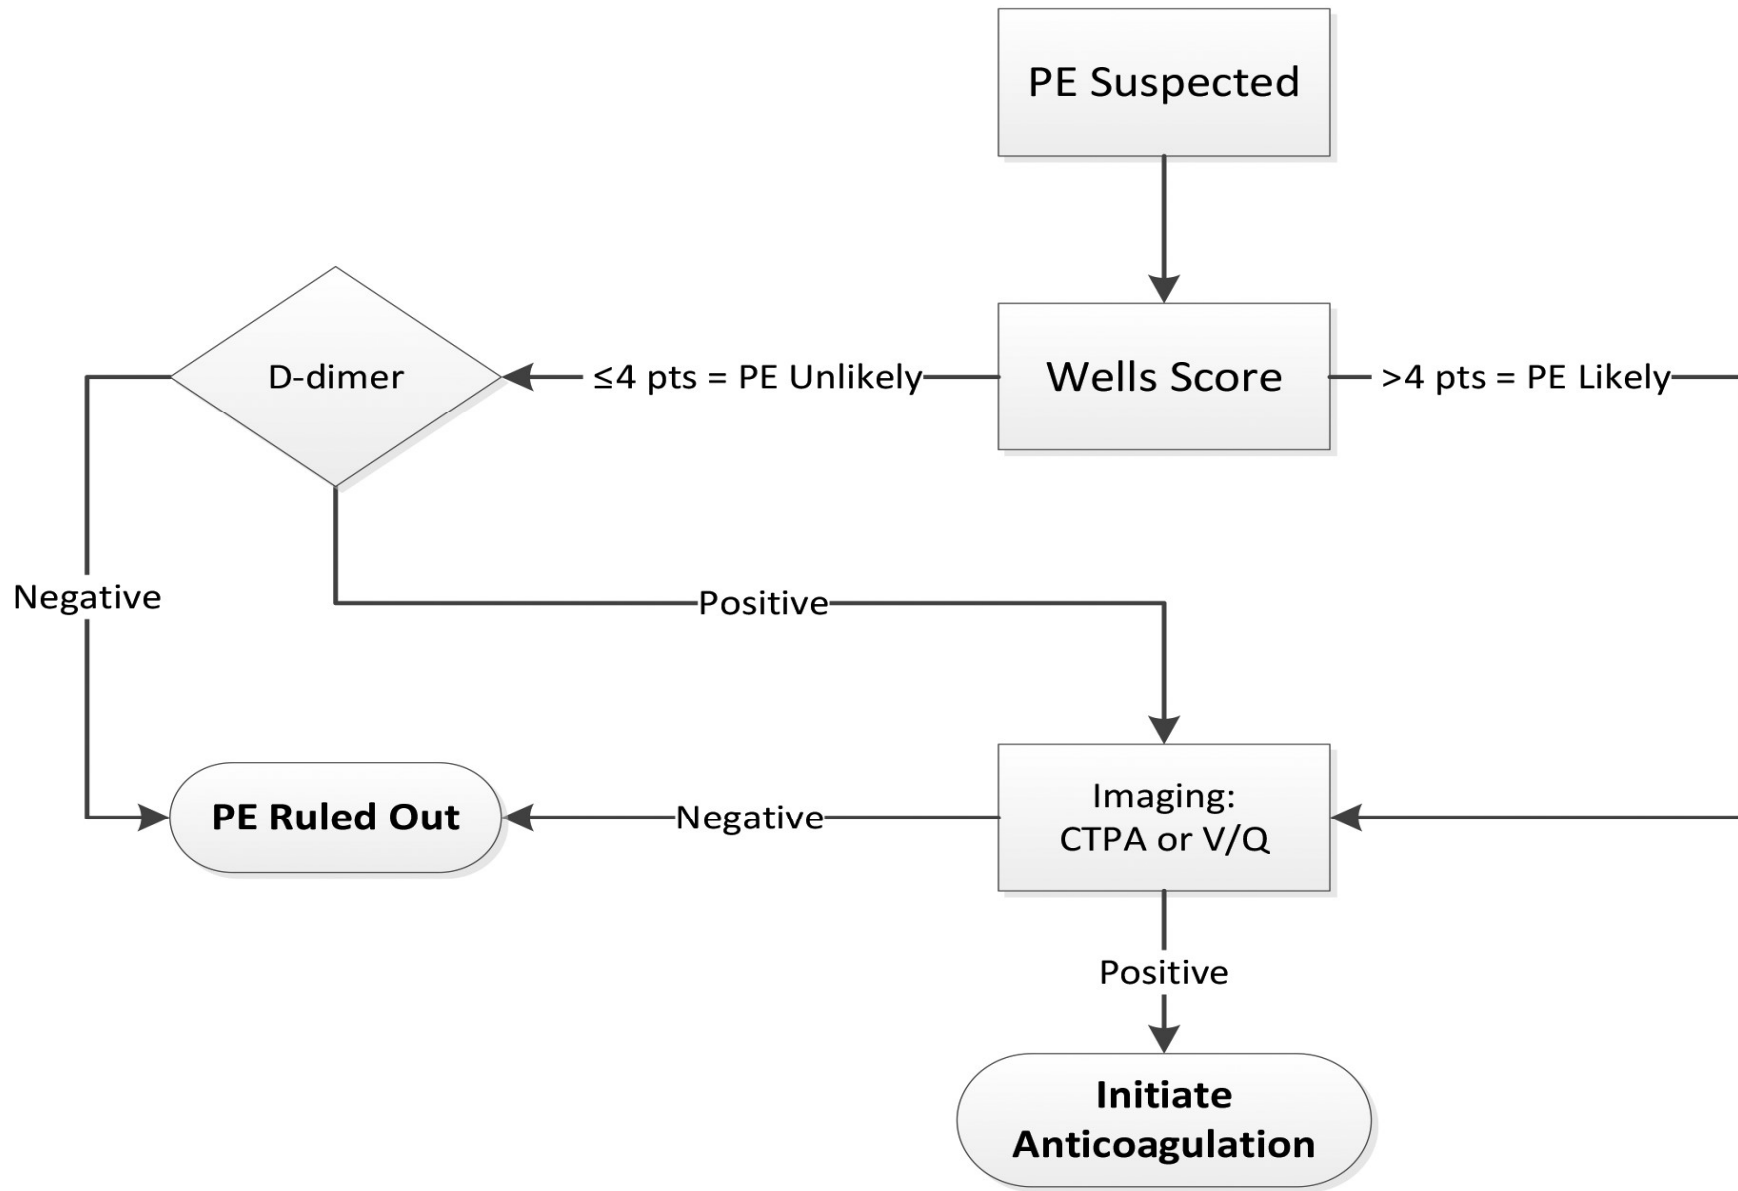 PE Suspected
D-dimer
≤4 pts = PE Unlikely
Wells Score
>4 pts = PE Likely
Negative
Positive
PE Ruled Out
Negative
Imaging:
CTPA or V/Q
Positive
Initiate
Anticoagulation